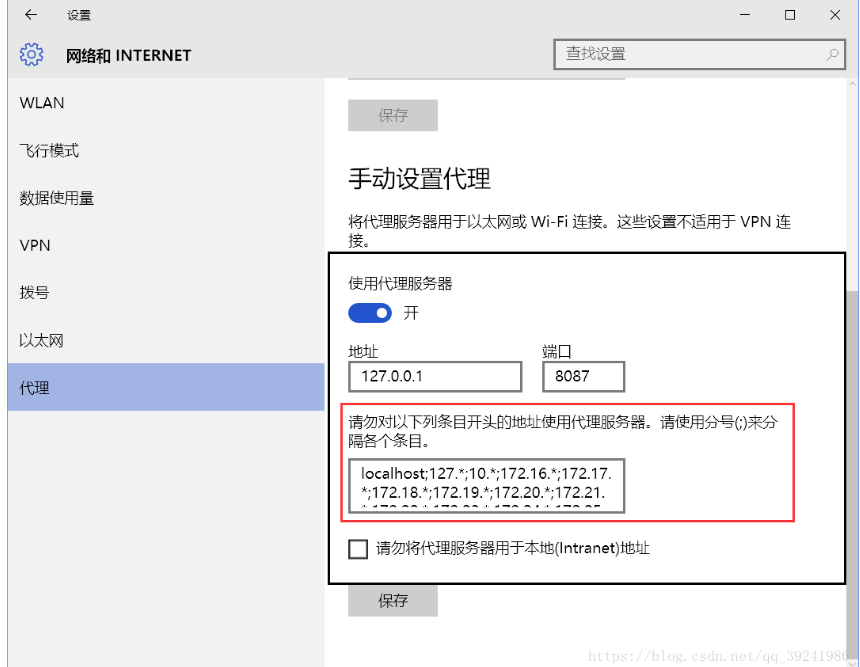 设置
网络和 INTERNET
查找设置
WLAN
飞行模式
数据使用量
VPN
拨号
以太网
代理
保存
手动设置代理
将代理服务器用于以太网或 Wi-Fi 连接。这些设置不适用于 VPN 连
接。
使用代理服务器
开
地址
端口
127.0.0.1
8087
请勿对以下列条目开头的地址使用代理服务器。请使用分号(;)来分
隔各个条目。
localhost;127.*;10.*;172.16.*;172.17.
*;172.18.*;172.19.*;172.20.*;172.21.
请勿将代理服务器用于本地(Intranet)地址
保存
https://blog.csdn.net/qq_39241986